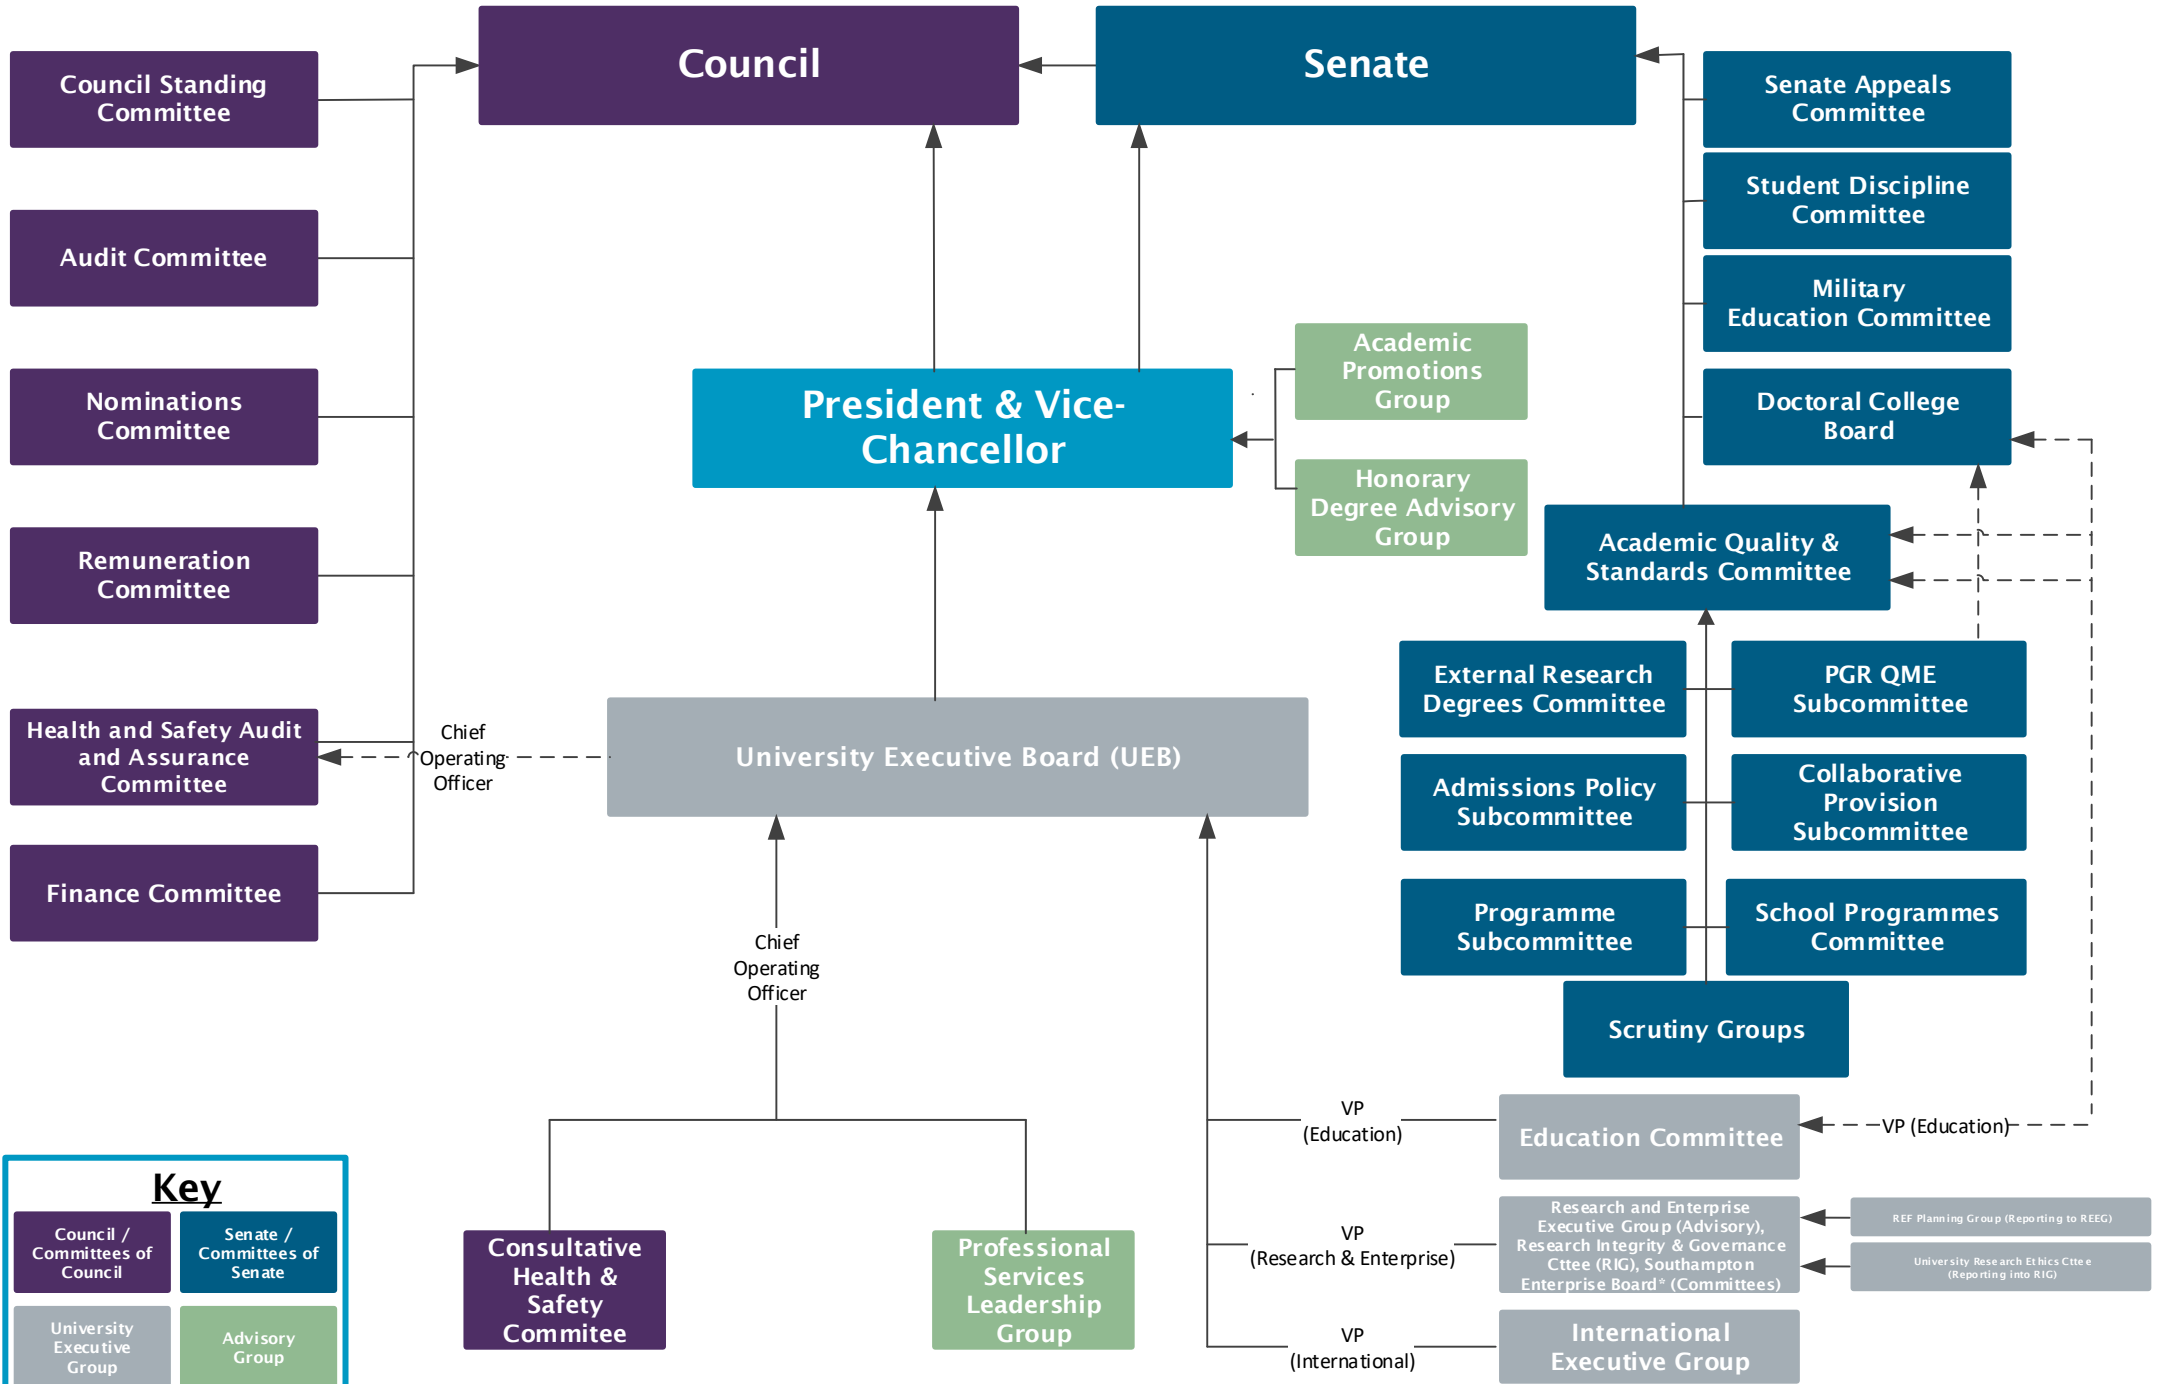 Council
Senate
Council Standing
Committee
Audit Committee
Nominations
Committee
Remuneration
Committee
Health and Safety Audit
and Assurance
Committee
Finance Committee
Senate Appeals
Committee
Student Discipline
Committee
Military
Education Committee
Doctoral College
Board
President & Vice-
Chancellor
Academic
Promotions
Group
Honorary
Degree Advisory
Group
Academic Quality &
Standards Committee
External Research
Degrees Committee
PGR QME
Subcommittee
Admissions Policy
Subcommittee
Collaborative
Provision
Subcommittee
Programme
Subcommittee
School Programmes
Committee
Scrutiny Groups
Chief
Operating
Officer
University Executive Board (UEB)
Chief
Operating
Officer
Consultative
Health &
Safety
Commitee
Professional
Services
Leadership
Group
VP
(Education)
Education Committee
VP (Education)
VP
(Research & Enterprise)
Research and Enterprise
Executive Group (Advisory),
Research Integrity & Governance
Cttee (RIG), Southampton
Enterprise Board* (Committees)
REF Planning Group (Reporting to REEG)
University Research Ethics Cttee
(Reporting into RIG)
VP
(International)
International
Executive Group
Key
Council /
Committees of
Council
Senate /
Committees of
Senate
University
Executive
Group
Advisory
Group